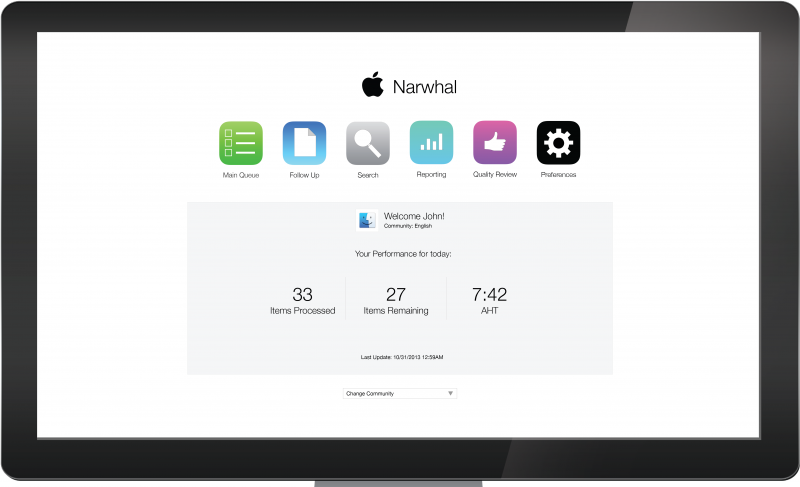 Narwhal
Main Queue
Follow Up
Search
Reporting
Quality Review
Preferences
Welcome John!
Community: English
Your Performance for today:
33
Items Processed
27
Items Remaining
7:42
AHT
Last Update: 10/31/2013 12:59AM
Change Community